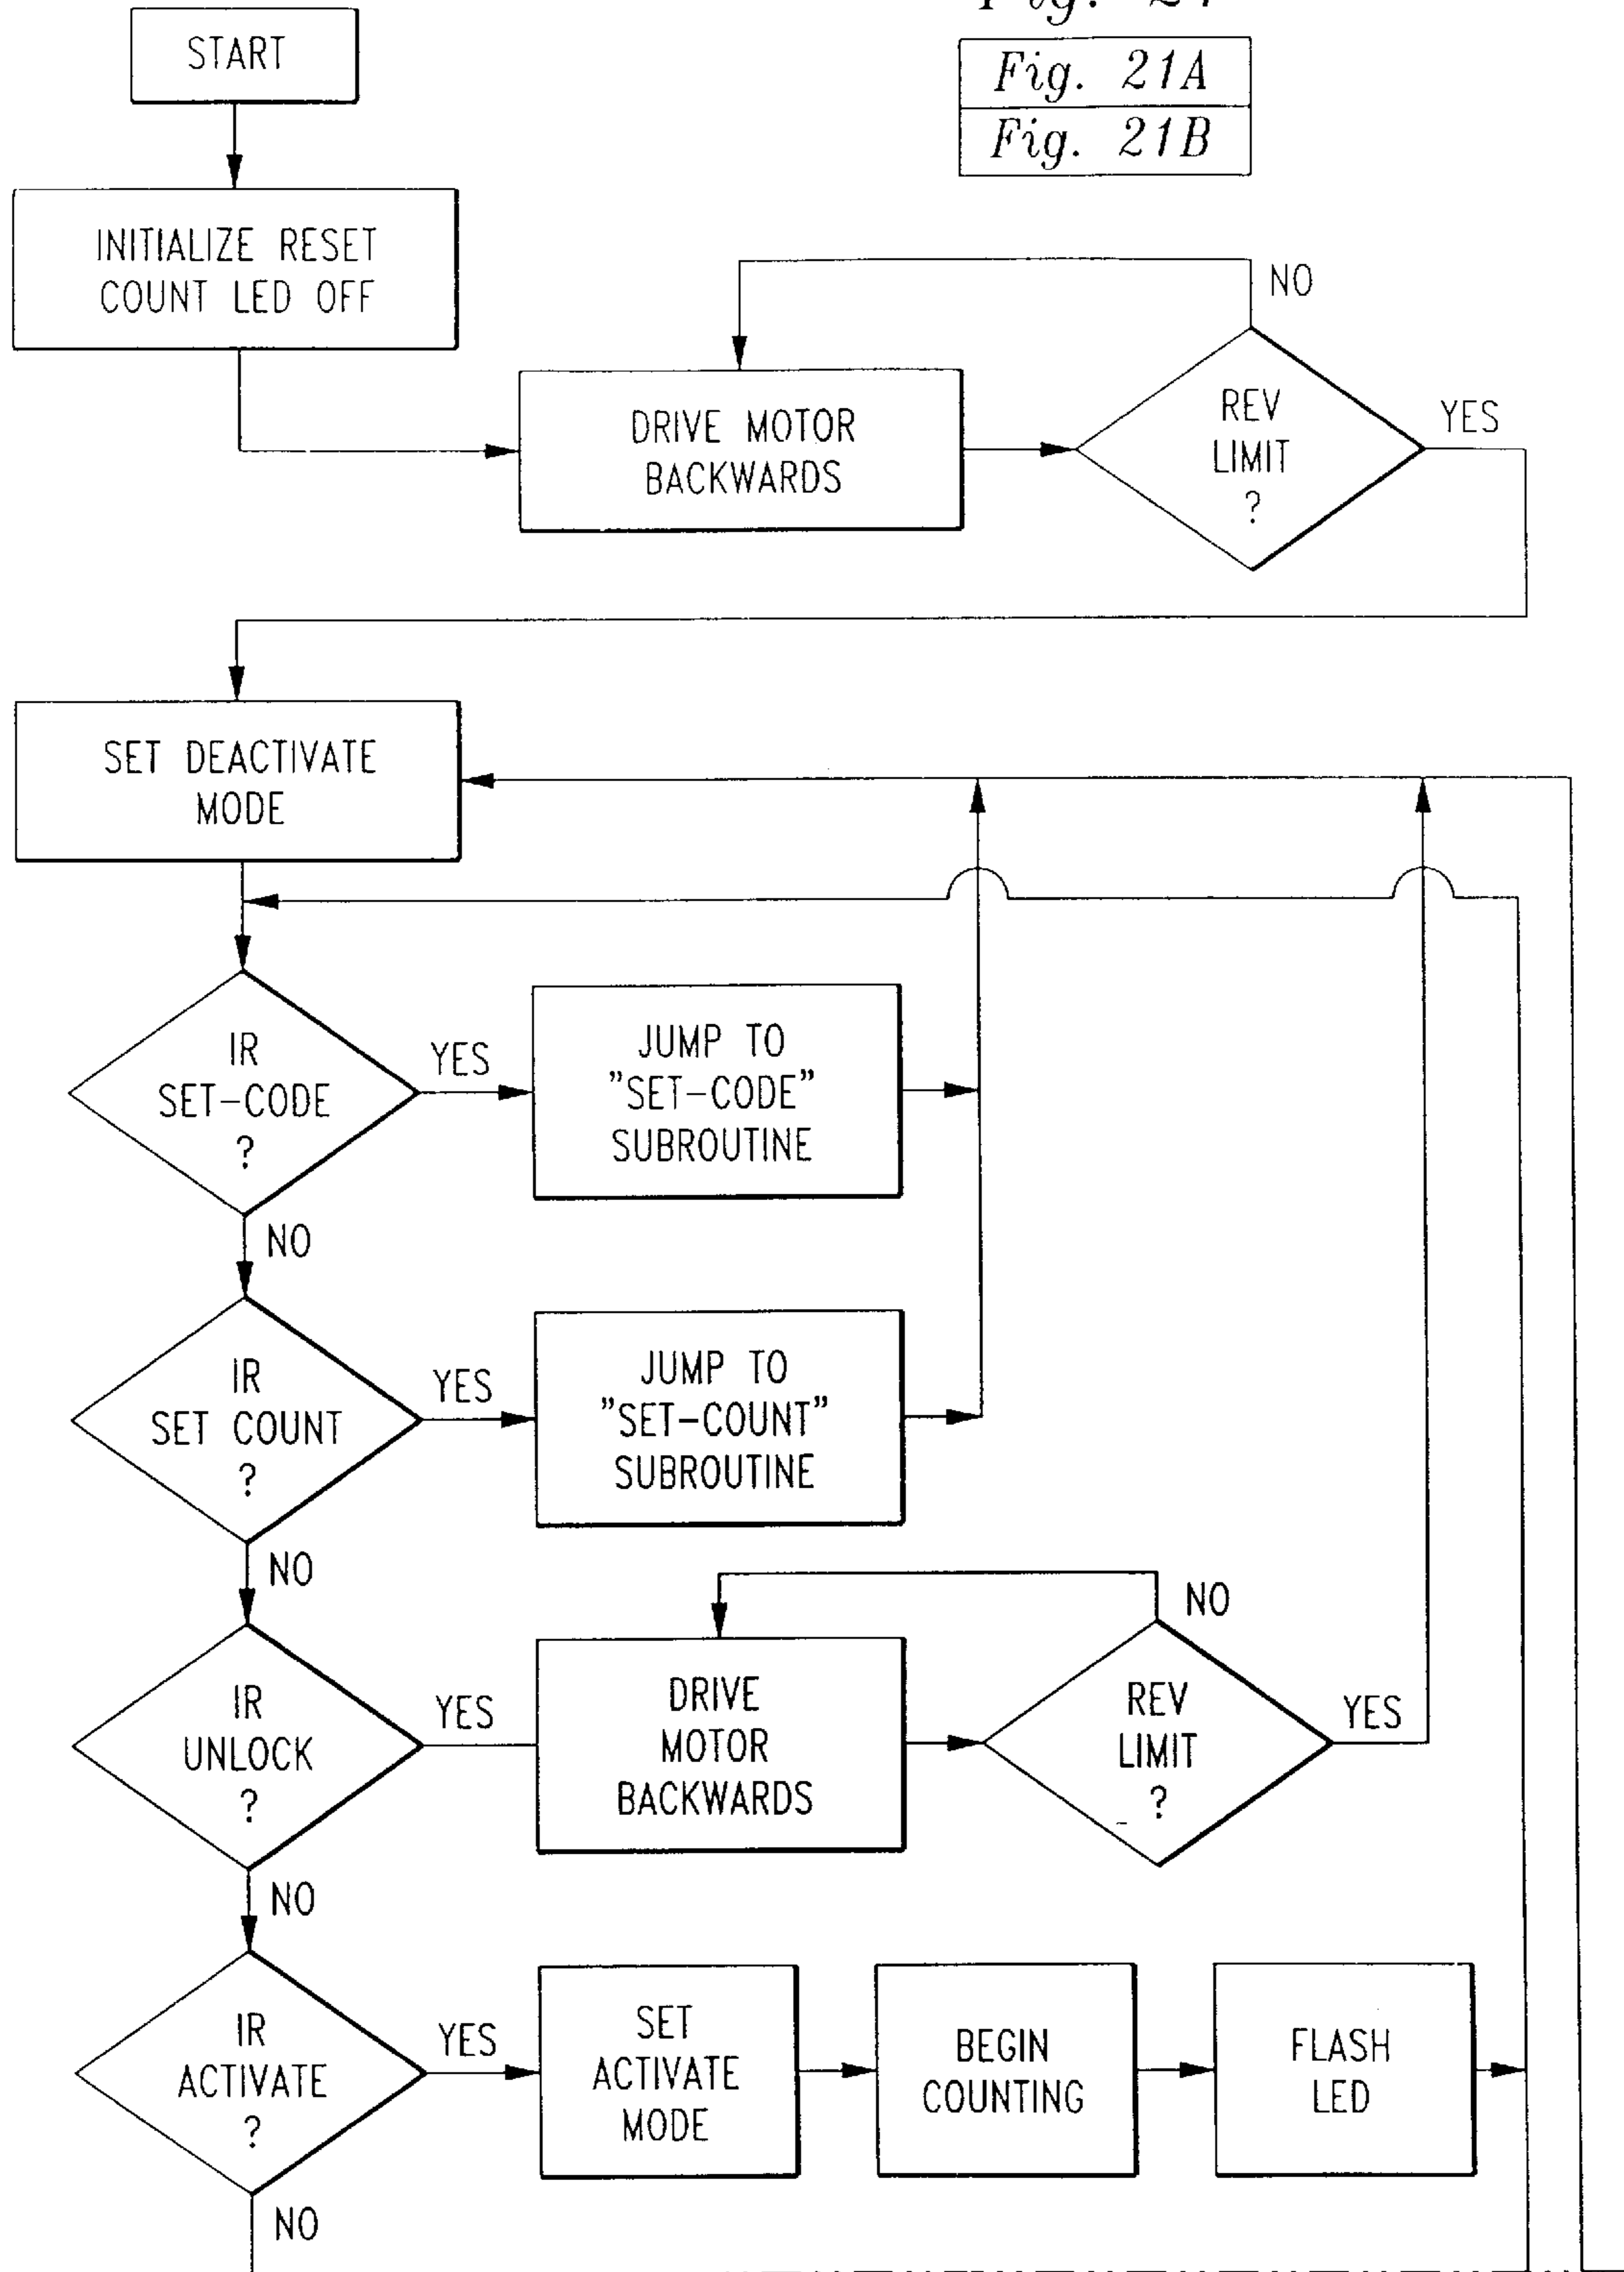 Fig. 21
Fig. 21A
Fig. 21B
START
INITIALIZE RESET
COUNT LED OFF
NO
DRIVE MOTOR
BACKWARDS
REV
LIMIT
?
YES
SET DEACTIVATE
MODE
IR
SET-CODE
?
YES
JUMP TO
"SET-CODE"
SUBROUTINE
NO
IR
SET COUNT
?
YES
JUMP TO
"SET-COUNT"
SUBROUTINE
NO
IR
UNLOCK
?
YES
DRIVE
MOTOR
BACKWARDS
NO
REV
LIMIT
?
YES
NO
IR
ACTIVATE
?
YES
SET
ACTIVATE
MODE
BEGIN
COUNTING
FLASH
LED
NO